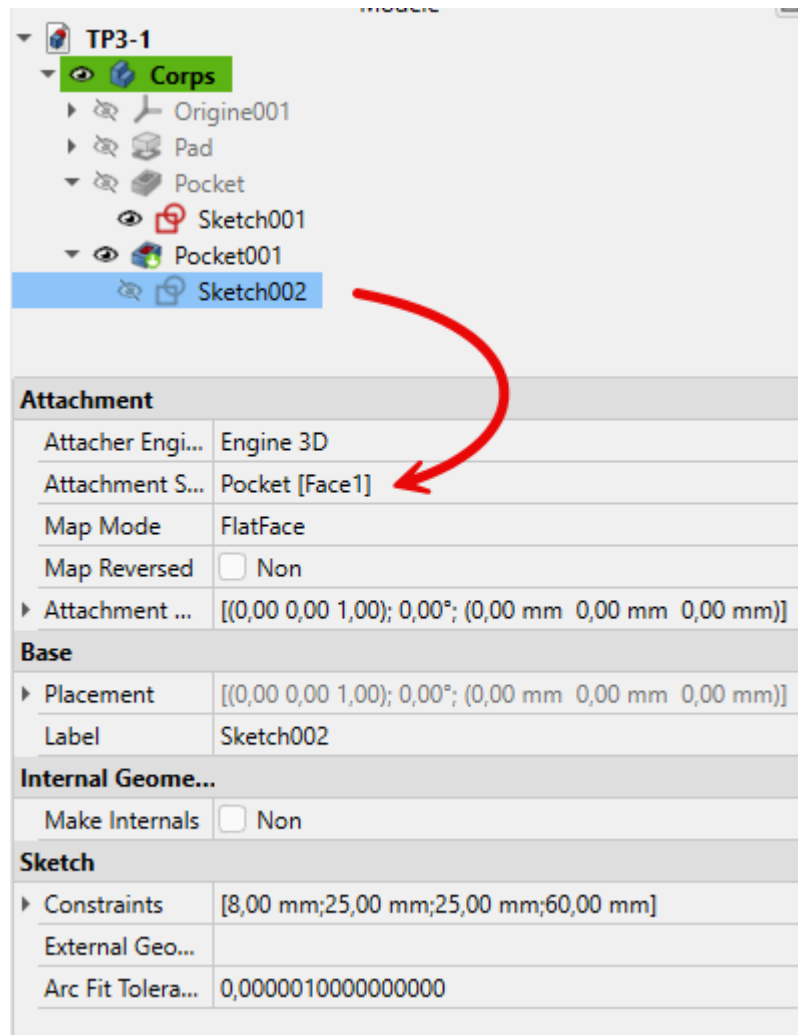 TP3-1
Corps
Origine001
Pad
Pocket
Sketch001
Pocket001
Sketch002
Attachment
Attacher Engi... Engine 3D
Attachment S... Pocket [Face1]
Map Mode FlatFace
Map Reversed Non
Attachment ... [(0,00 0,00 1,00); 0,00°; (0,00 mm 0,00 mm 0,00 mm)]
Base
Placement [(0,00 0,00 1,00); 0,00°; (0,00 mm 0,00 mm 0,00 mm)]
Label Sketch002
Internal Geome...
Make Internals Non
Sketch
Constraints [8,00 mm;25,00 mm;25,00 mm;60,00 mm]
External Geo...
Arc Fit Tolera... 0,0000010000000000